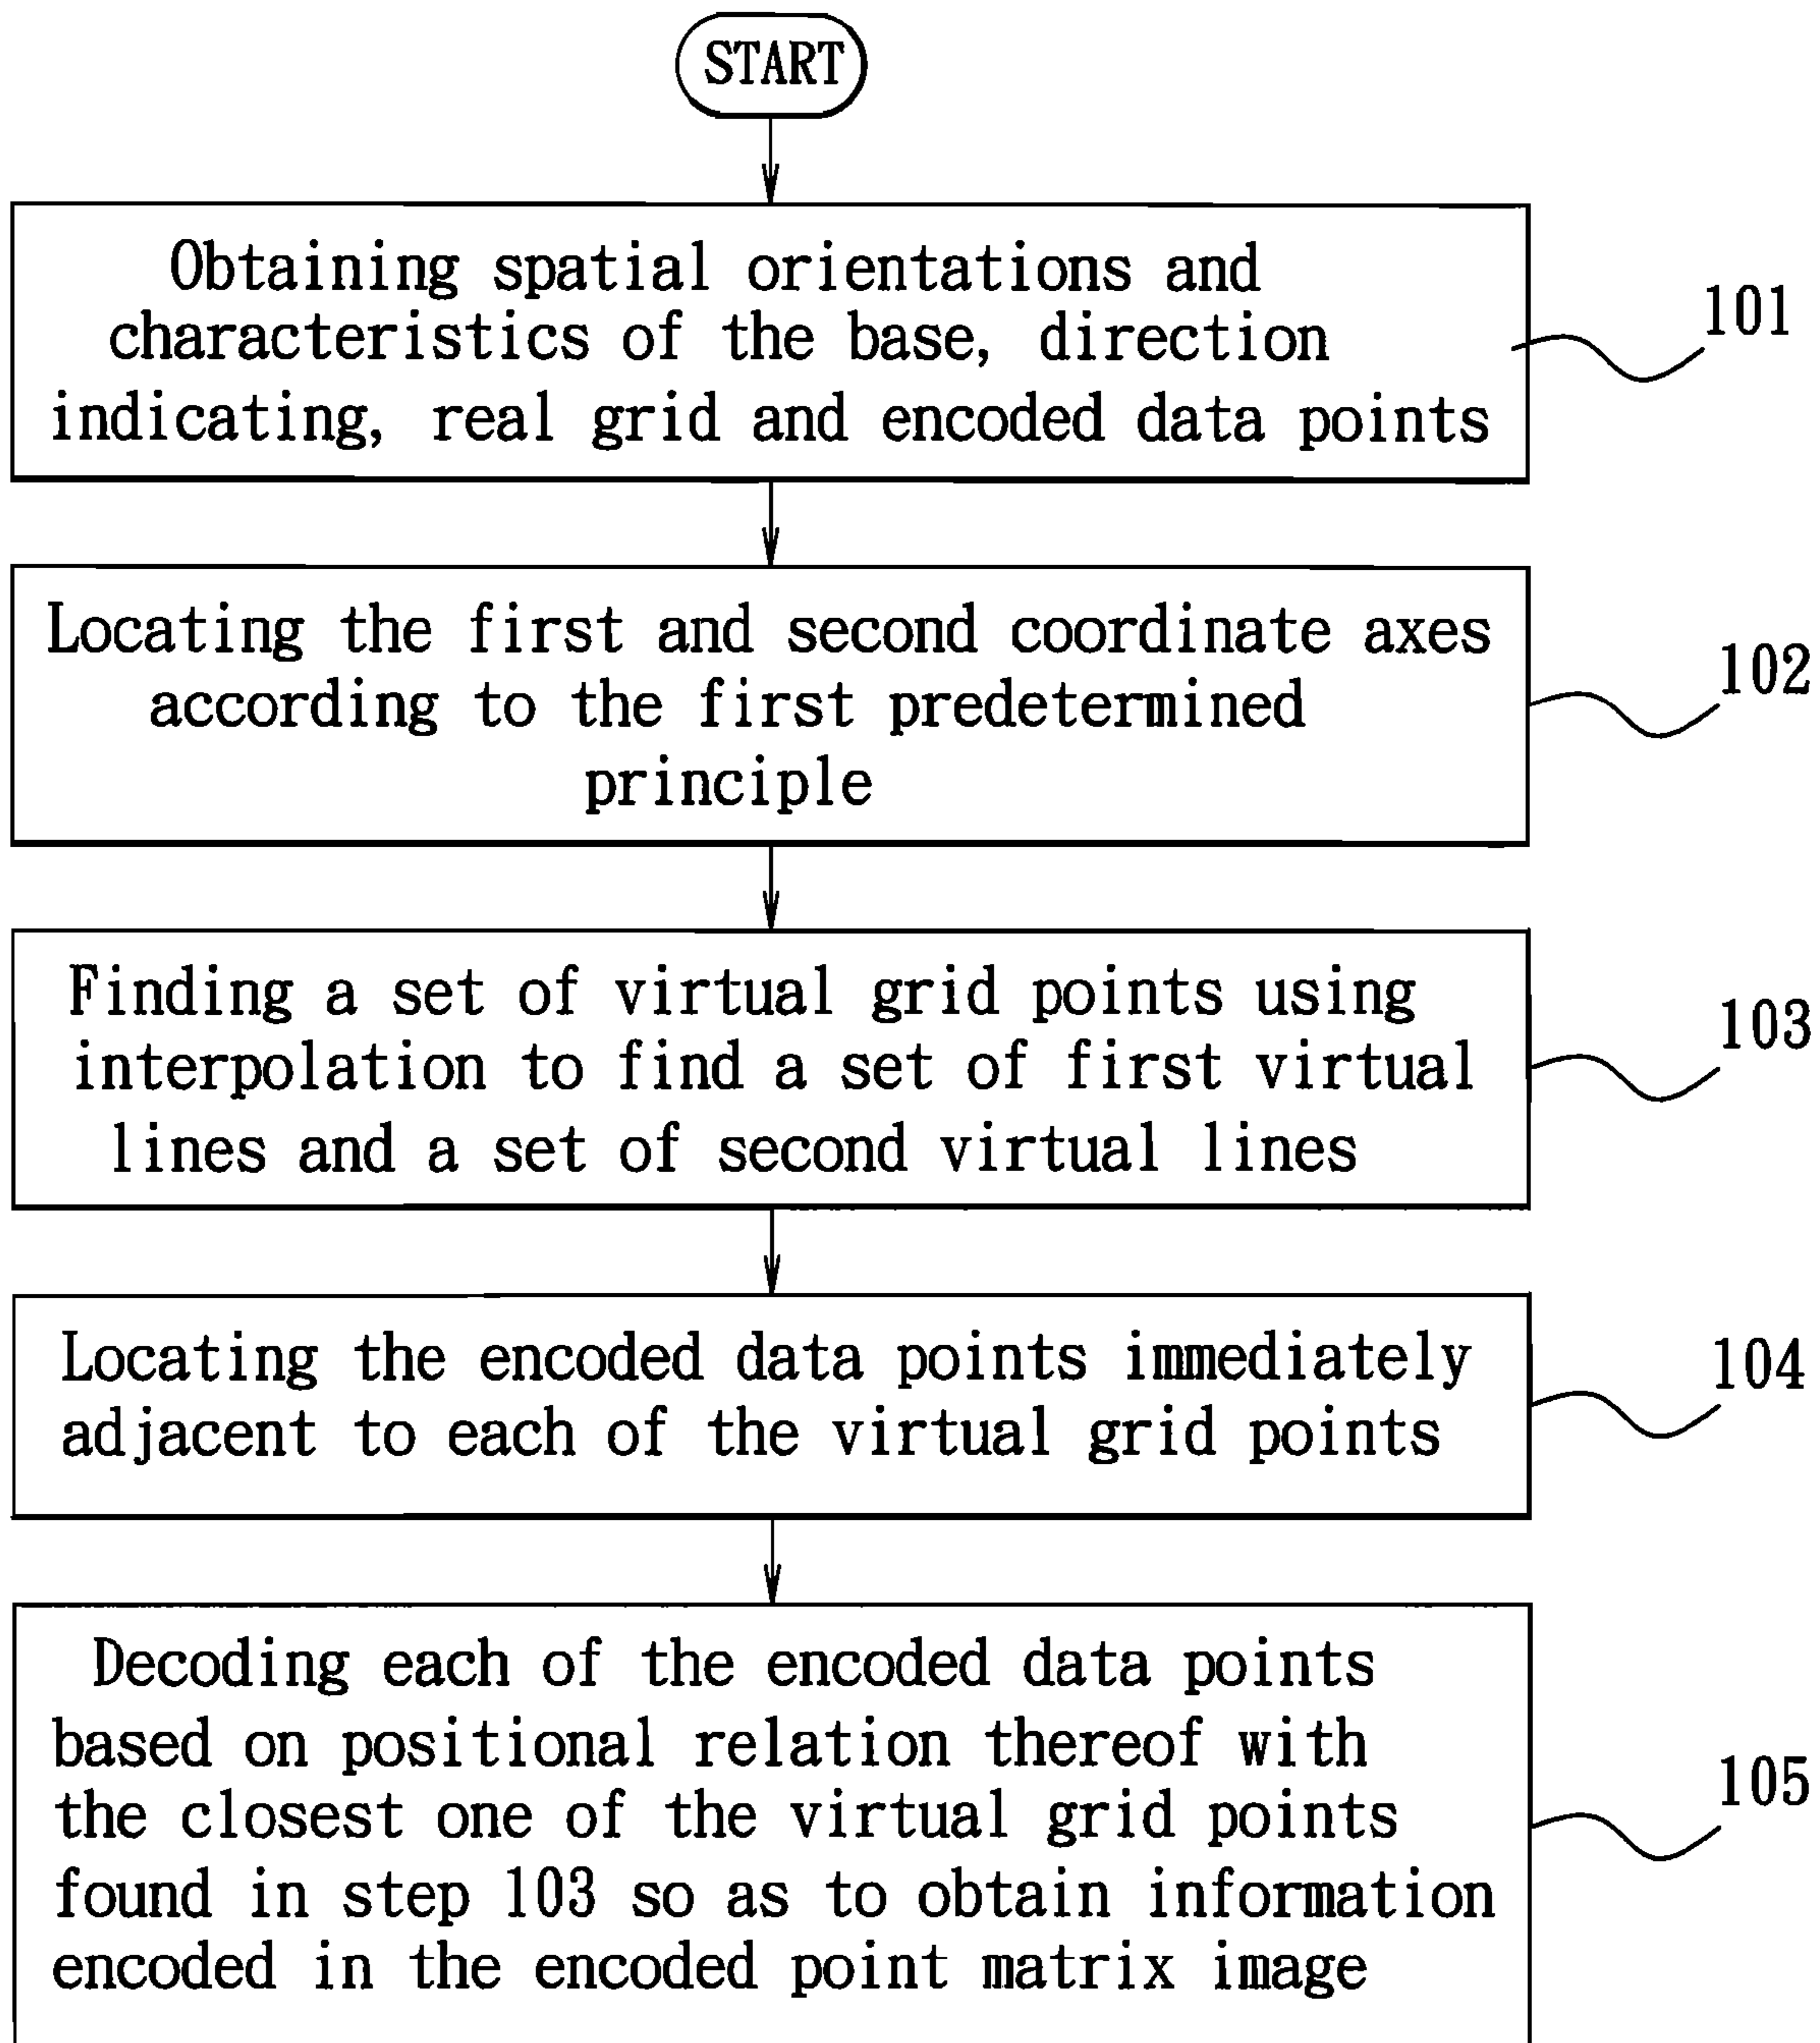 START
Obtaining spatial orientations and
characteristics of the base, direction
indicating, real grid and encoded data points
101
Locating the first and second coordinate axes
according to the first predetermined
principle
102
Finding a set of virtual grid points using
interpolation to find a set of first virtual
lines and a set of second virtual lines
103
Locating the encoded data points immediately
adjacent to each of the virtual grid points
104
Decoding each of the encoded data points
based on positional relation thereof with
the closest one of the virtual grid points
found in step 103 so as to obtain information
encoded in the encoded point matrix image
105